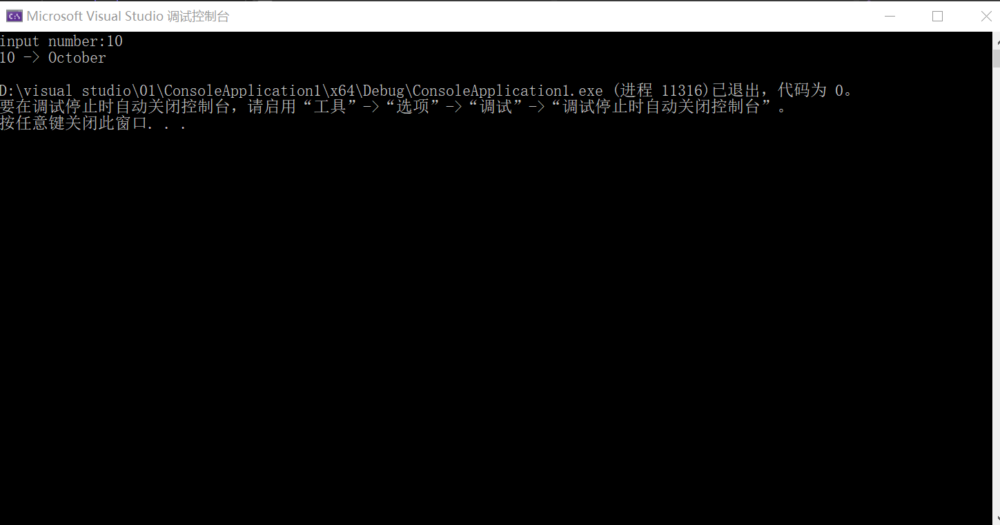 Microsoft Visual Studio 调试控制台
input number:10
10 -> October
D:\visual studio\01\ConsoleApplication1\x64\Debug\ConsoleApplication1.exe (进程 11316)已退出，代码为 0。
要在调试停止时自动关闭控制台，请启用“工具”->“选项”->“调试”->“调试停止时自动关闭控制台”。
按任意键关闭此窗口. . .